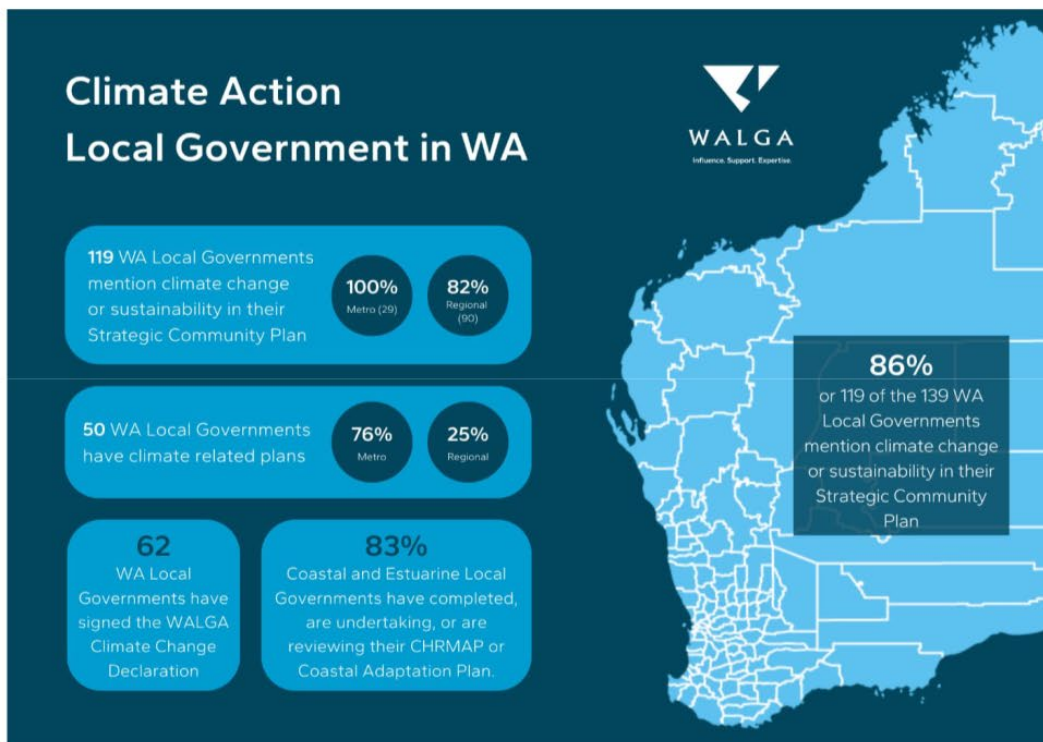 Climate Action
Local Government in WA
WALGA
Influence. Support. Expertise.
119 WA Local Governments
mention climate change
or sustainability in their
Strategic Community Plan
100%
Metro (29)
82%
Regional
(90)
50 WA Local Governments
have climate related plans
76%
Metro
25%
Regional
62
WA Local
Governments have
signed the WALGA
Climate Change
Declaration
83%
Coastal and Estuarine Local
Governments have completed,
are undertaking, or are
reviewing their CHRMAP or
Coastal Adaptation Plan.
86%
or 119 of the 139 WA
Local Governments
mention climate change
or sustainability in their
Strategic Community
Plan